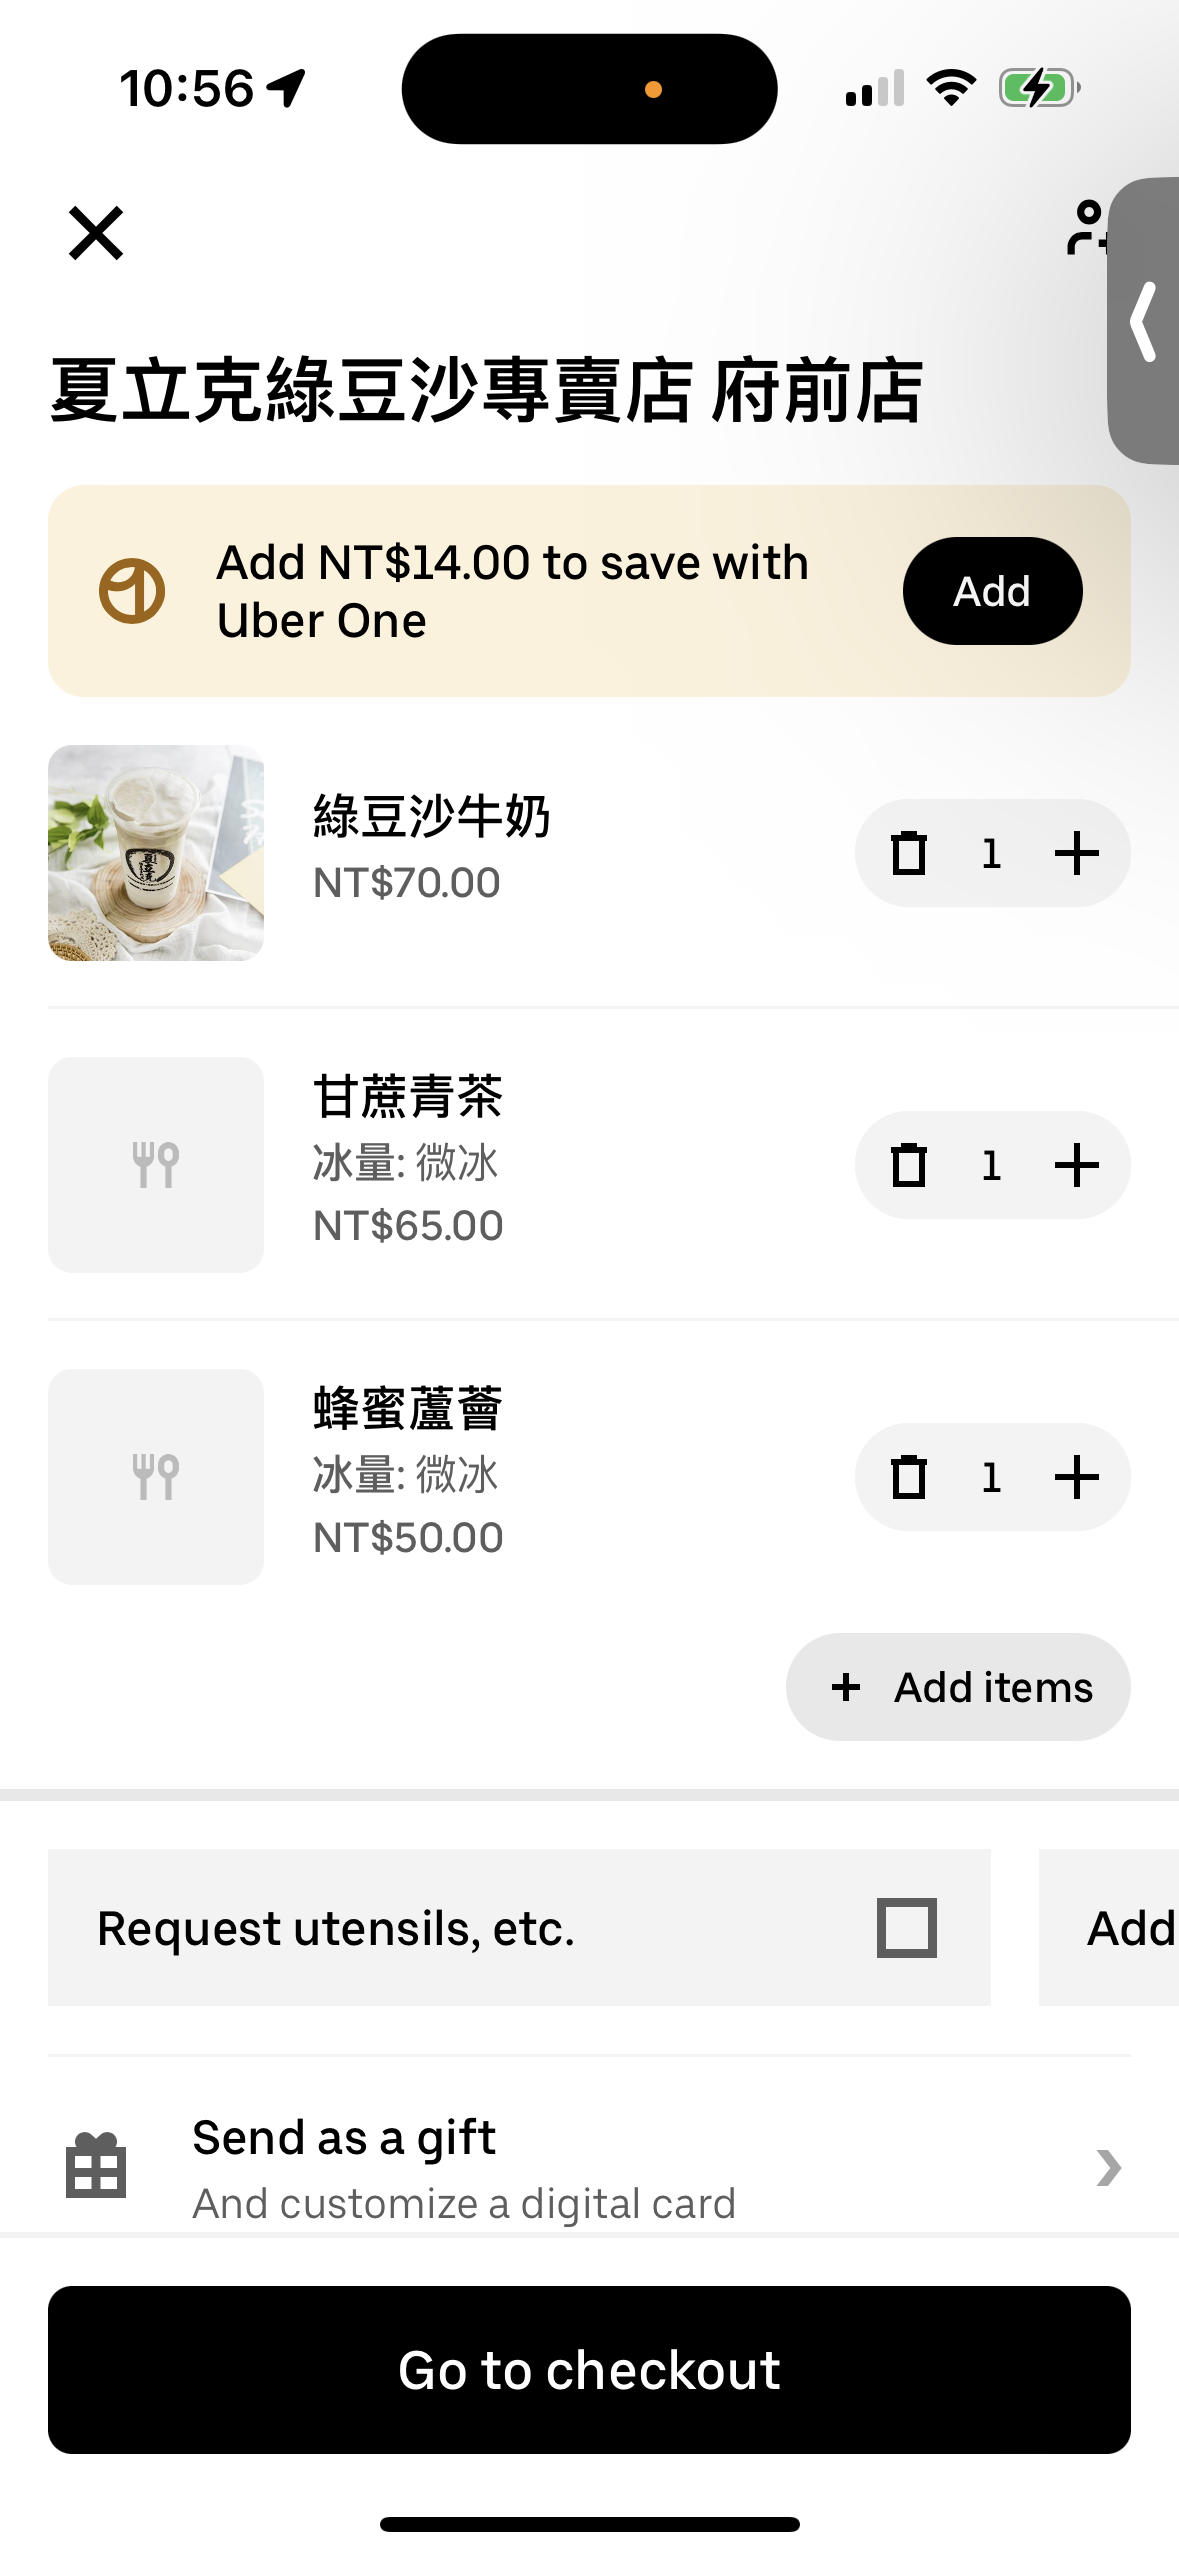 10:56
夏立克綠豆沙專賣店 府前店
Add NT$14.00 to save with
Uber One
Add
綠豆沙牛奶
NT$70.00
1
甘蔗青茶
冰量: 微冰
NT$65.00
1
蜂蜜蘆薈
冰量: 微冰
NT$50.00
1
Add items
Request utensils, etc.
Add
Send as a gift
And customize a digital card
Go to checkout